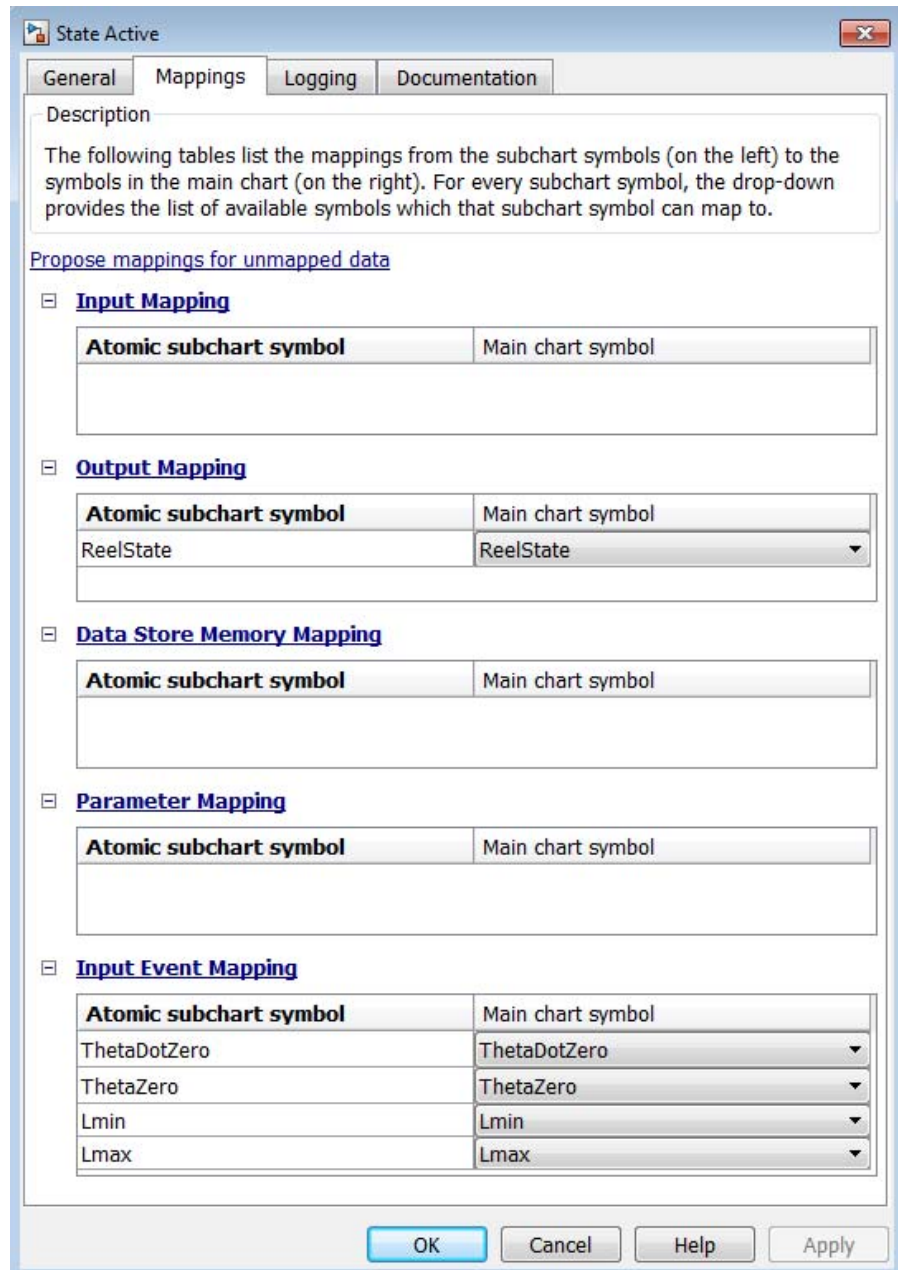 State Active
General Mappings Logging Documentation
Description
The following tables list the mappings from the subchart symbols (on the left) to the
symbols in the main chart (on the right). For every subchart symbol, the drop-down
provides the list of available symbols which that subchart symbol can map to.
Propose mappings for unmapped data
Input Mapping
Atomic subchart symbol Main chart symbol
Output Mapping
Atomic subchart symbol Main chart symbol
ReelState ReelState
Data Store Memory Mapping
Atomic subchart symbol Main chart symbol
Parameter Mapping
Atomic subchart symbol Main chart symbol
Input Event Mapping
Atomic subchart symbol Main chart symbol
ThetaDotZero ThetaDotZero
ThetaZero ThetaZero
Lmin Lmin
Lmax Lmax
OK Cancel Help Apply